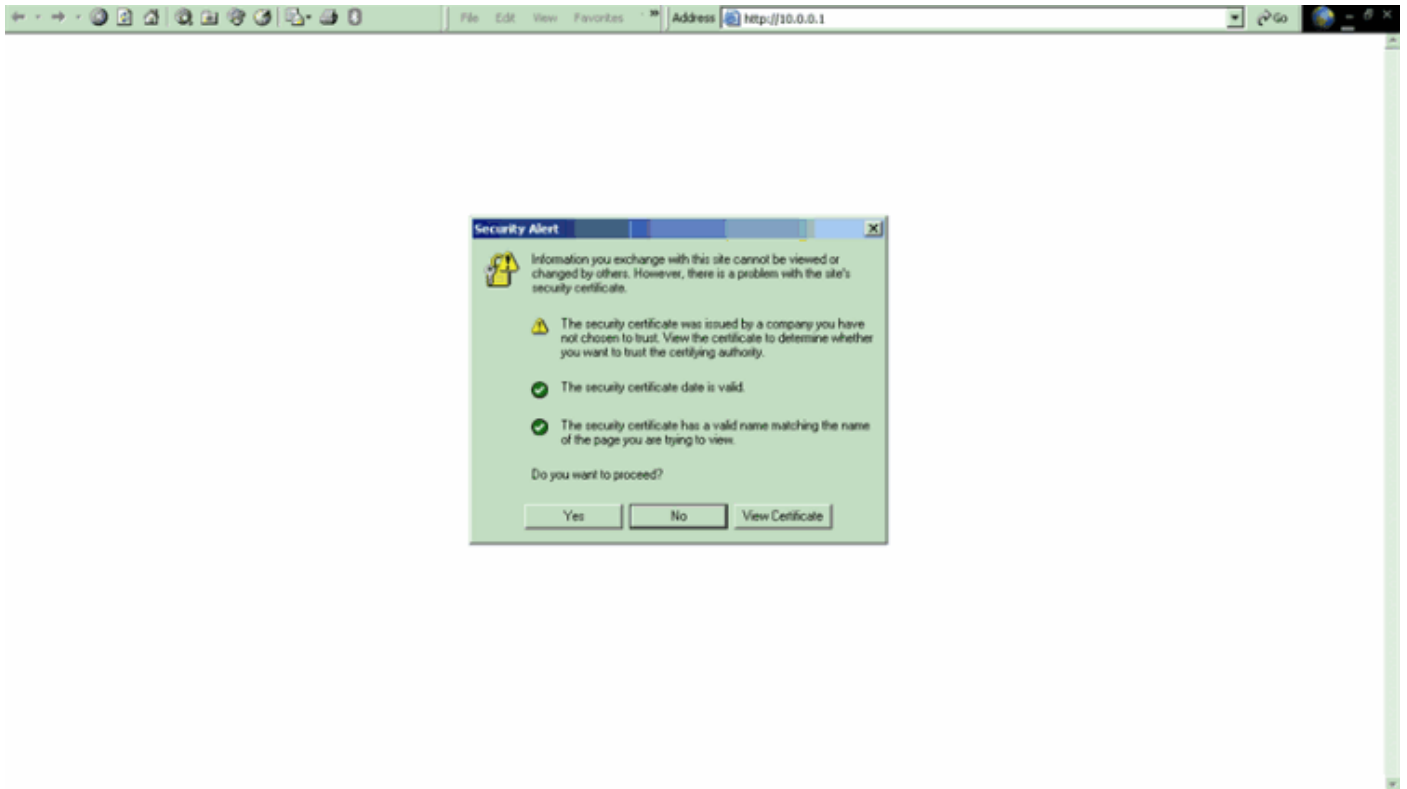 File Edit View Favorites » Address http://10.0.0.1 Go
Security Alert
Information you exchange with this site cannot be viewed or
changed by others. However, there is a problem with the site's
security certificate.
The security certificate was issued by a company you have
not chosen to trust. View the certificate to determine whether
you want to trust the certifying authority.
The security certificate date is valid.
The security certificate has a valid name matching the name
of the page you are trying to view.
Do you want to proceed?
Yes No View Certificate